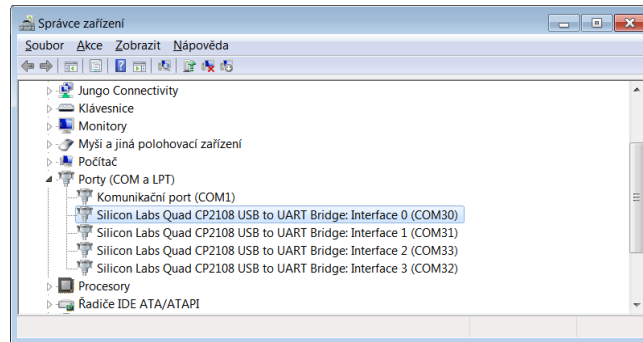 Správce zařízení
Soubor Akce Zobrazit Nápověda
Jungo Connectivity
Klávesnice
Monitory
Myši a jiná polohovací zařízení
Počítač
Porty (COM a LPT)
Komunikační port (COM1)
Silicon Labs Quad CP2108 USB to UART Bridge: Interface 0 (COM30)
Silicon Labs Quad CP2108 USB to UART Bridge: Interface 1 (COM31)
Silicon Labs Quad CP2108 USB to UART Bridge: Interface 2 (COM33)
Silicon Labs Quad CP2108 USB to UART Bridge: Interface 3 (COM32)
Procesory
Řadiče IDE ATA/ATAPI